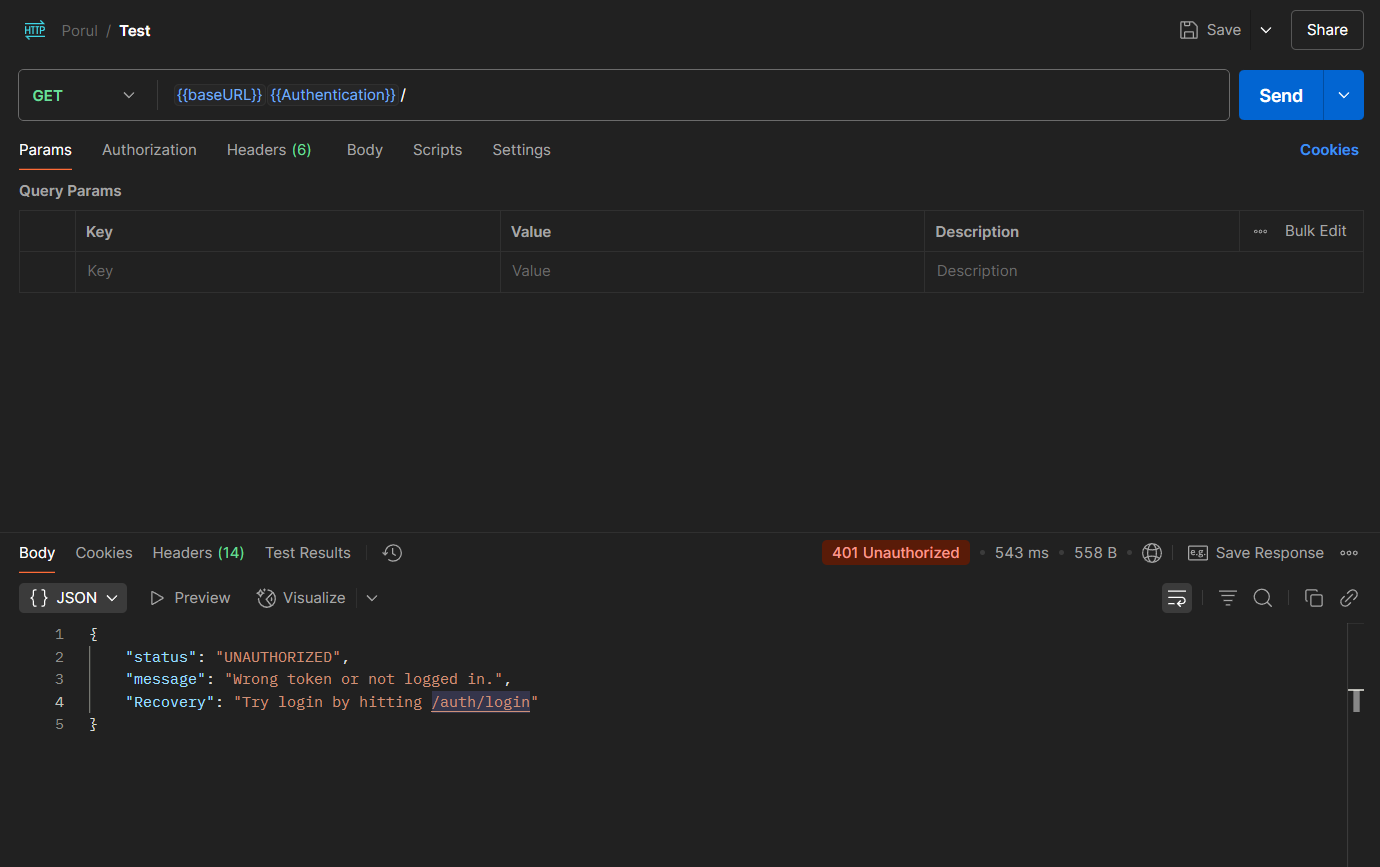 HTTP Porul / Test Save Share
GET {{baseURL}} {{Authentication}} / Send
Params Authorization Headers (6) Body Scripts Settings Cookies
Query Params
Key Value Description Bulk Edit
Key Value Description
Body Cookies Headers (14) Test Results 401 Unauthorized • 543 ms • 558 B • e.g. Save Response
{} JSON Preview Visualize
1 {
2 "status": "UNAUTHORIZED",
3 "message": "Wrong token or not logged in.",
4 "Recovery": "Try login by hitting /auth/login"
5 }